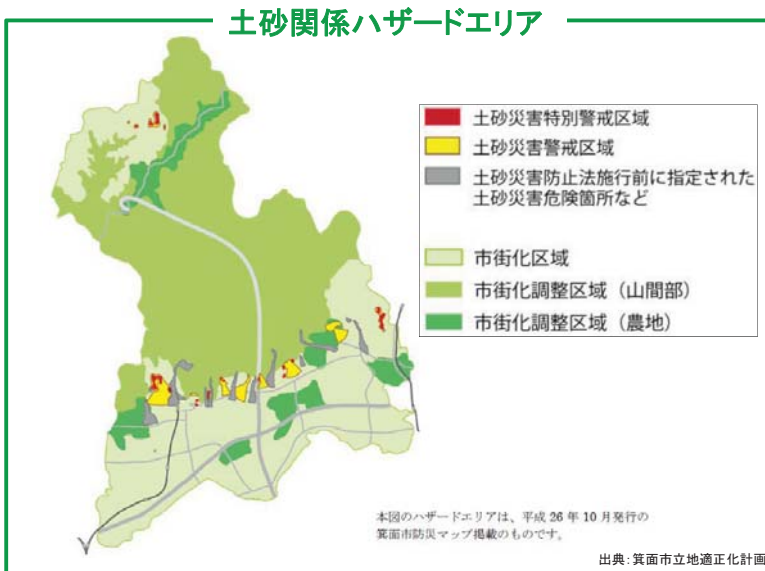 土砂関係ハザードエリア
土砂災害特別警戒区域
土砂災害警戒区域
土砂災害防止法施行前に指定された
土砂災害危険箇所など
市街化区域
市街化調整区域（山間部）
市街化調整区域（農地）
本図のハザードエリアは、平成 26 年 10 月発行の
箕面市防災マップ掲載のものです。
出典：箕面市立地適正化計画